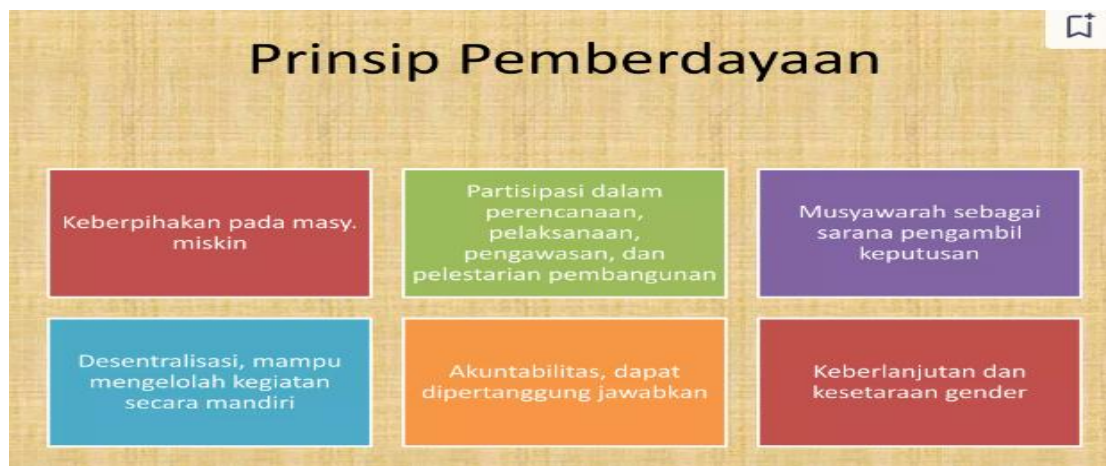 Prinsip Pemberdayaan
Keberpihakan pada masy.
miskin
Partisipasi dalam
perencanaan,
pelaksanaan,
pengawasan, dan
pelestarian pembangunan
Musyawarah sebagai
sarana pengambil
keputusan
Desentralisasi, mampu
mengelolah kegiatan
secara mandiri
Akuntabilitas, dapat
dipertanggung jawabkan
Keberlanjutan dan
kesetaraan gender